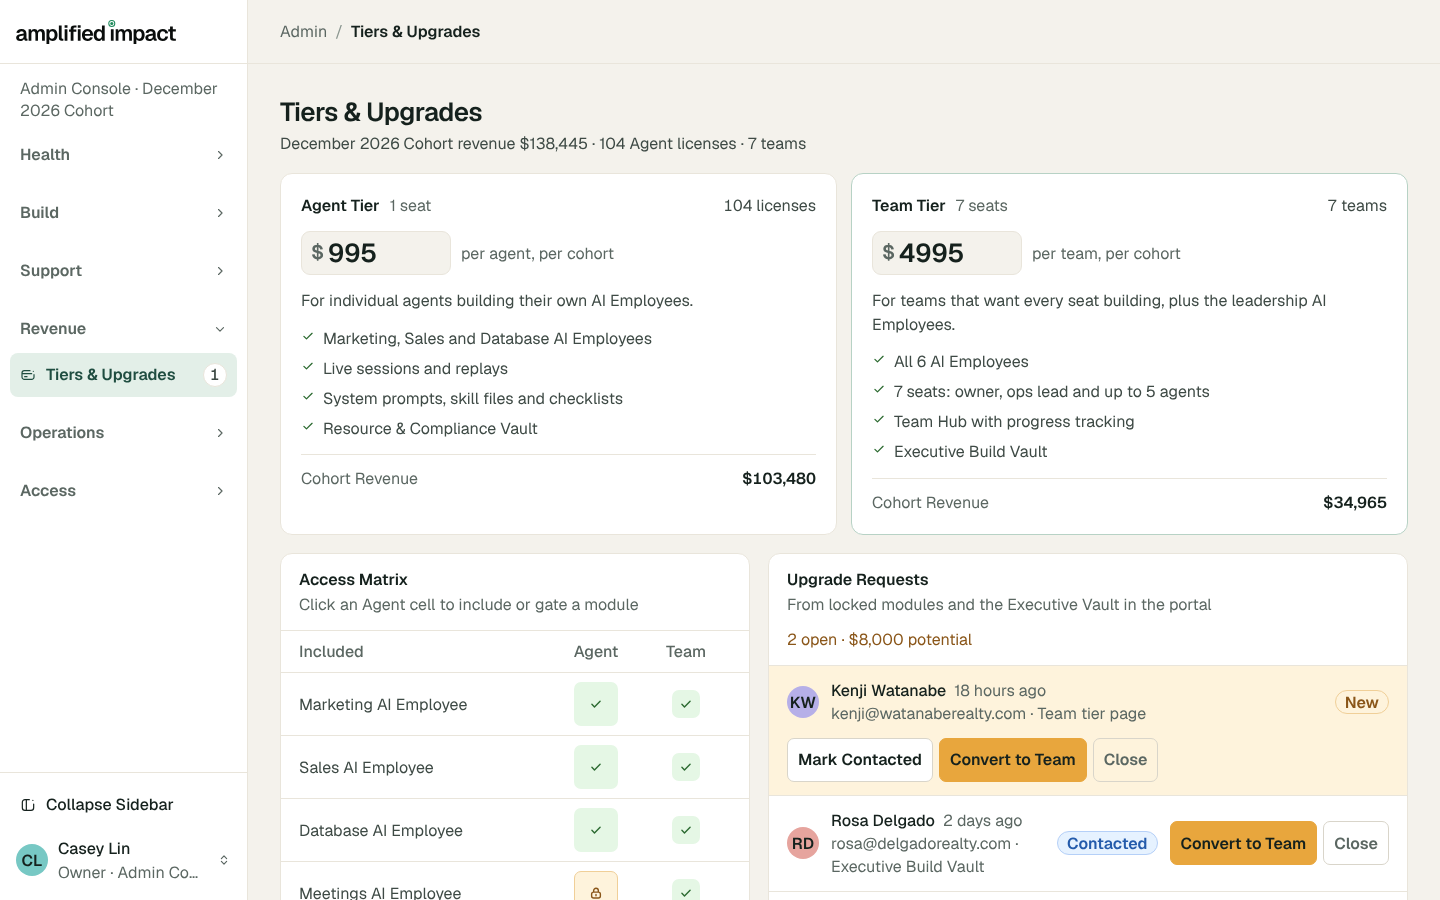 amplified impact
Admin Console · December
2026 Cohort
Health
Build
Support
Revenue
Tiers & Upgrades 1
Operations
Access
Collapse Sidebar
CL
Casey Lin
Owner · Admin Co...
Admin / Tiers & Upgrades
Tiers & Upgrades
December 2026 Cohort revenue $138,445 · 104 Agent licenses · 7 teams
Agent Tier 1 seat 104 licenses
$ 995 per agent, per cohort
For individual agents building their own AI Employees.
Marketing, Sales and Database AI Employees
Live sessions and replays
System prompts, skill files and checklists
Resource & Compliance Vault
Cohort Revenue $103,480
Team Tier 7 seats 7 teams
$ 4995 per team, per cohort
For teams that want every seat building, plus the leadership AI
Employees.
All 6 AI Employees
7 seats: owner, ops lead and up to 5 agents
Team Hub with progress tracking
Executive Build Vault
Cohort Revenue $34,965
Access Matrix
Click an Agent cell to include or gate a module
Included Agent Team
Marketing AI Employee
Sales AI Employee
Database AI Employee
Meetings AI Employee
Upgrade Requests
From locked modules and the Executive Vault in the portal
2 open · $8,000 potential
KW
Kenji Watanabe 18 hours ago
kenji@watanaberealty.com · Team tier page
New
Mark Contacted Convert to Team Close
RD
Rosa Delgado 2 days ago
rosa@delgadorealty.com ·
Executive Build Vault
Contacted Convert to Team Close